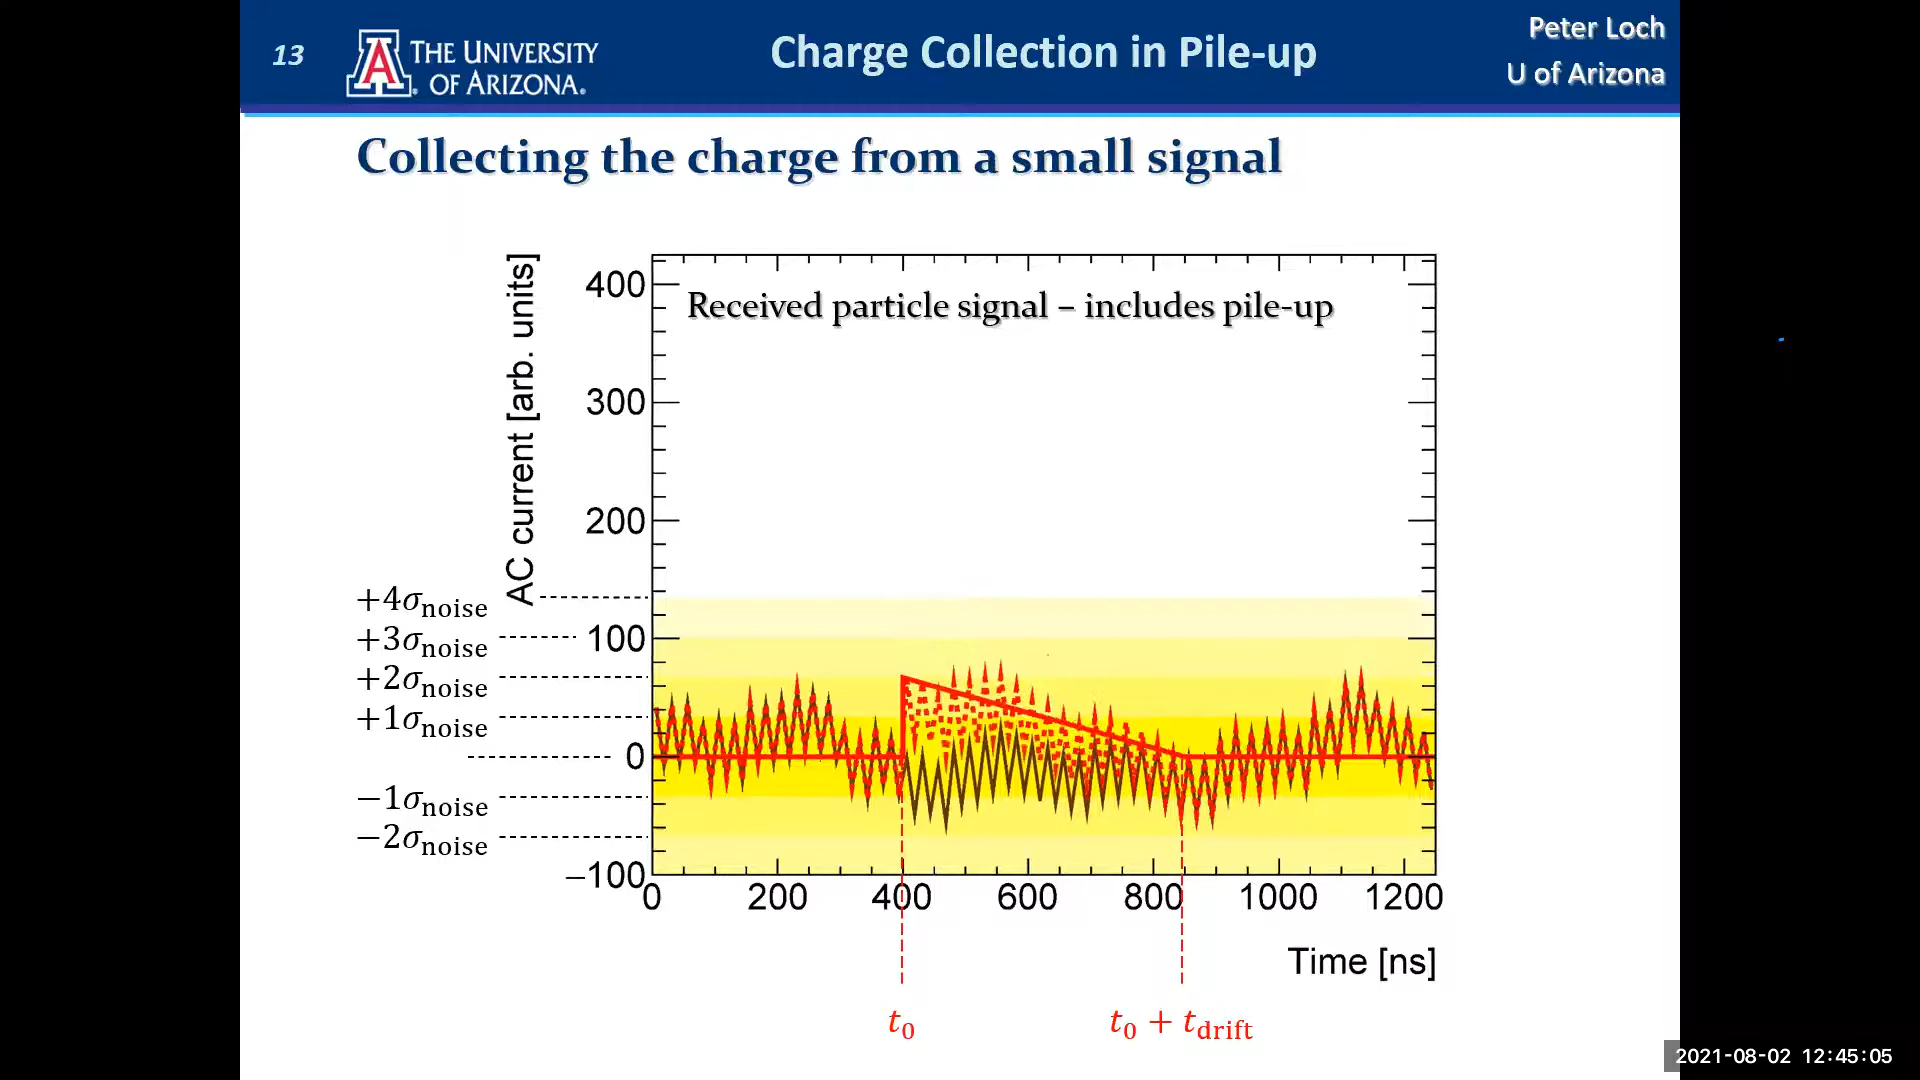 13
THE UNIVERSITY
OF ARIZONA.
Charge Collection in Pile-up
Peter Loch
U of Arizona
Collecting the charge from a small signal
AC current [arb. units]
Received particle signal – includes pile-up
400
300
200
100
0
−100
+4σnoise
+3σnoise
+2σnoise
+1σnoise
−1σnoise
−2σnoise
0 200 400 600 800 1000 1200
Time [ns]
t0
t0 + tdrift
2021-08-02 12:45:05